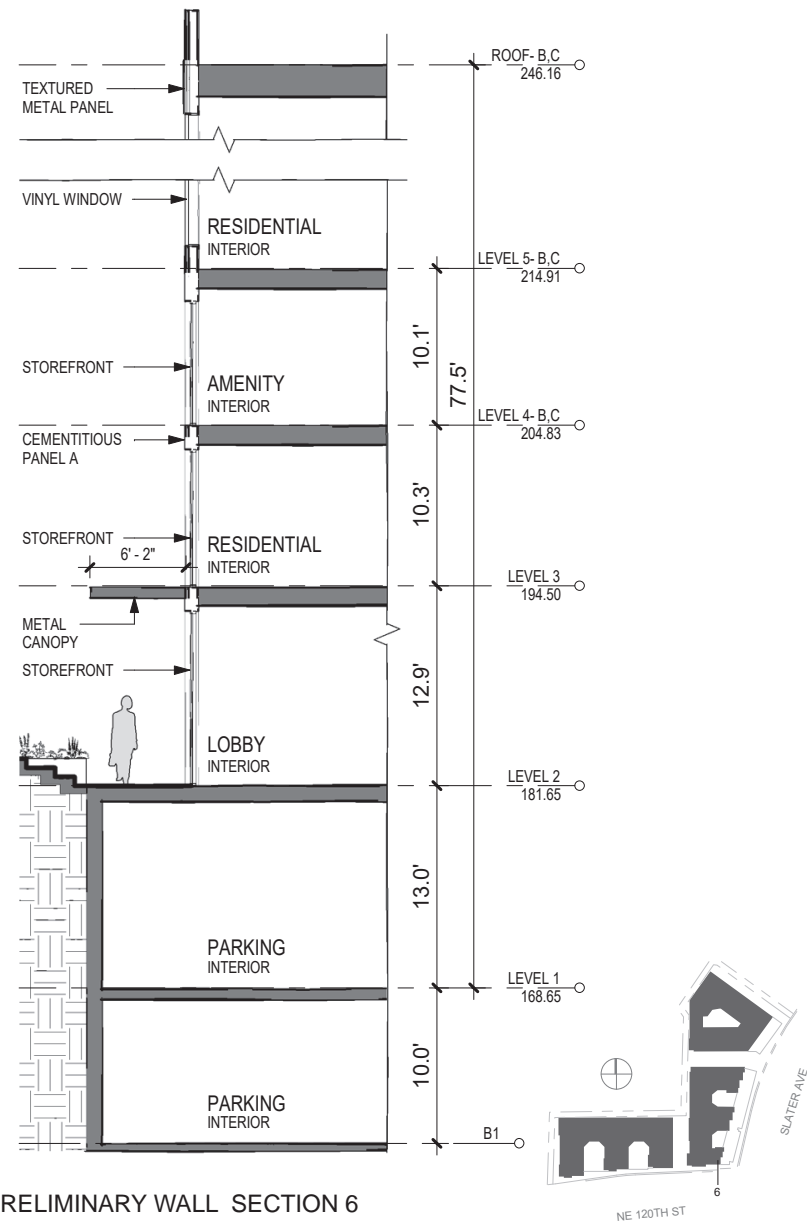 ROOF- B,C
246.16
TEXTURED
METAL PANEL
VINYL WINDOW
RESIDENTIAL
INTERIOR
LEVEL 5- B,C
214.91
10.1'
77.5'
STOREFRONT
AMENITY
INTERIOR
LEVEL 4- B,C
204.83
CEMENTITIOUS
PANEL A
10.3'
STOREFRONT
6' - 2"
RESIDENTIAL
INTERIOR
LEVEL 3
194.50
METAL
CANOPY
STOREFRONT
12.9'
LOBBY
INTERIOR
LEVEL 2
181.65
13.0'
PARKING
INTERIOR
LEVEL 1
168.65
10.0'
PARKING
INTERIOR
B1
SLATER AVE
6
NE 120TH ST
RELIMINARY WALL SECTION 6